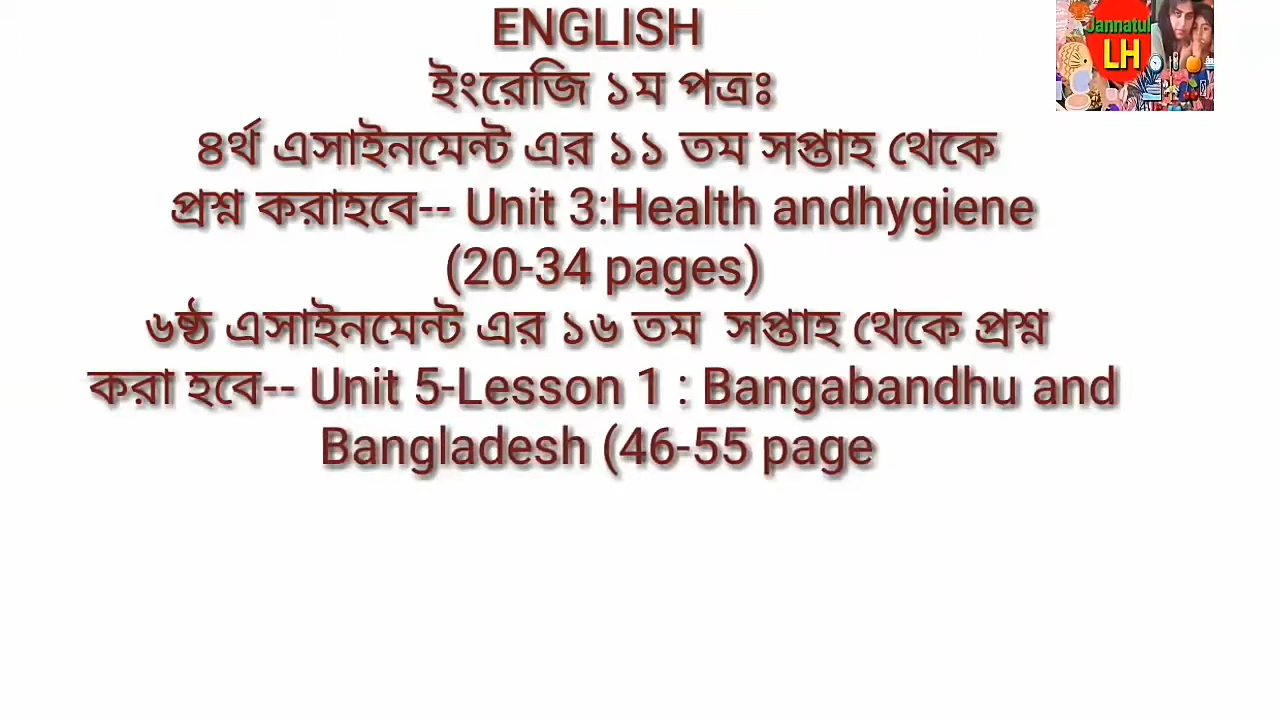 ENGLISH
ইংরেজি ১ম পত্রঃ
৪র্থ এসাইনমেন্ট এর ১১ তম সপ্তাহ থেকে
প্রশ্ন করাহবে-- Unit 3:Health andhygiene
(20-34 pages)
৬ষ্ঠ এসাইনমেন্ট এর ১৬ তম সপ্তাহ থেকে প্রশ্ন
করা হবে-- Unit 5-Lesson 1 : Bangabandhu and
Bangladesh (46-55 page
Jannatul
LH